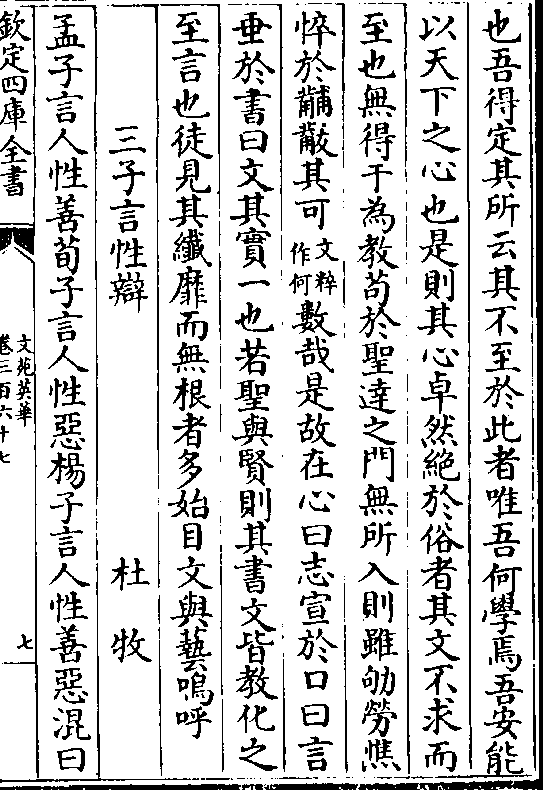 也吾得定其所云其不至於此者唯吾何學焉吾安能
以天下之心也是則其心卓然絶於俗者其文不求而
至也無得于為教苟於聖達之門無所入則雖劬勞憔
悴於黼黻其可文粹作何數哉是故在心曰志宣於口曰言
垂於書曰文其實一也若聖與賢則其書文皆教化之
至言也徒見其纖靡而無根者多始目文與藝嗚呼
三子言性辯 杜牧
孟子言人性善荀子言人性惡楊子言人性善惡混曰
欽定四庫全書
文苑英華
卷三百六十七
七